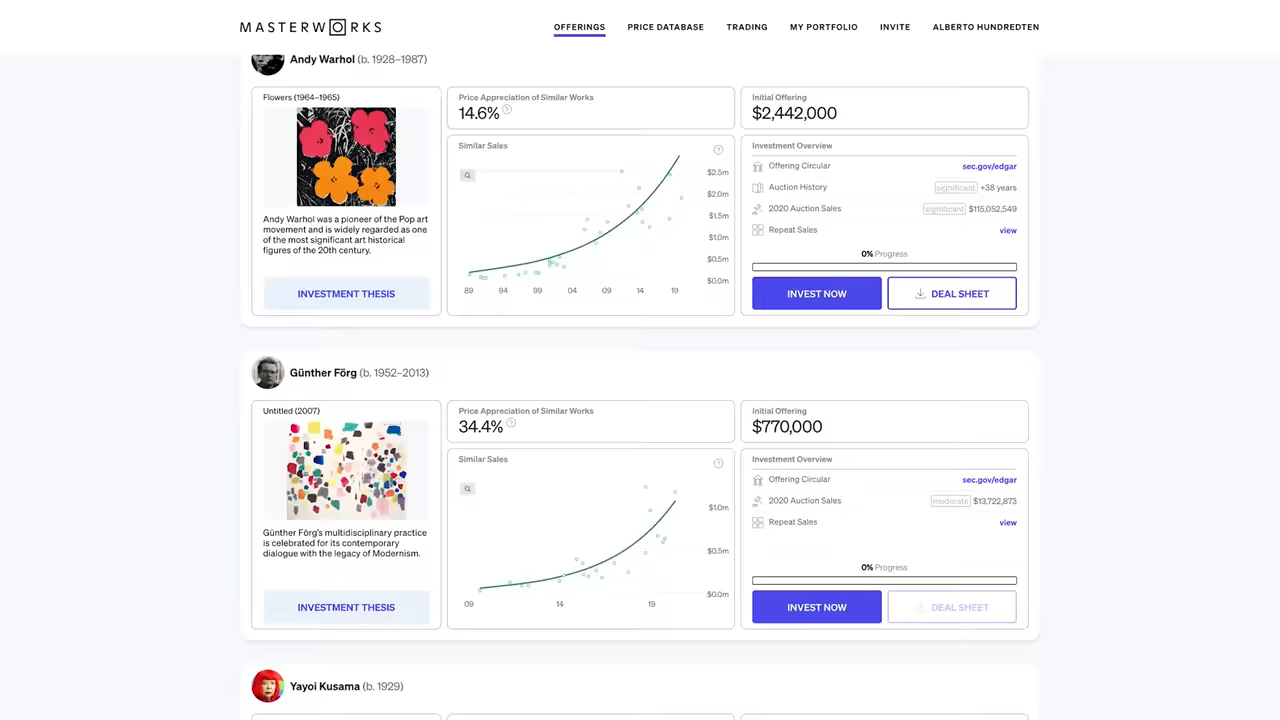 MASTERWORKS
OFFERINGS PRICE DATABASE TRADING MY PORTFOLIO INVITE ALBERTO HUNDREDTEN
Andy Warhol (b. 1928–1987)
Flowers (1964–1965)
Andy Warhol was a pioneer of the Pop art
movement and is widely regarded as one
of the most significant art historical
figures of the 20th century.
INVESTMENT THESIS
Price Appreciation of Similar Works
14.6% ?
Similar Sales ?
$2.5m
$2.0m
$1.5m
$1.0m
$0.5m
$0.0m
89 94 99 04 09 14 19
Initial Offering
$2,442,000
Investment Overview
Offering Circular sec.gov/edgar
Auction History significant +38 years
2020 Auction Sales significant $115,052,549
Repeat Sales view
0% Progress
INVEST NOW DEAL SHEET
Günther Förg (b. 1952–2013)
Untitled (2007)
Günther Förg's multidisciplinary practice
is celebrated for its contemporary
dialogue with the legacy of Modernism.
INVESTMENT THESIS
Price Appreciation of Similar Works
34.4% ?
Similar Sales ?
$1.0m
$0.5m
$0.0m
09 14 19
Initial Offering
$770,000
Investment Overview
Offering Circular sec.gov/edgar
2020 Auction Sales moderate $13,722,873
Repeat Sales view
0% Progress
INVEST NOW DEAL SHEET
Yayoi Kusama (b. 1929)